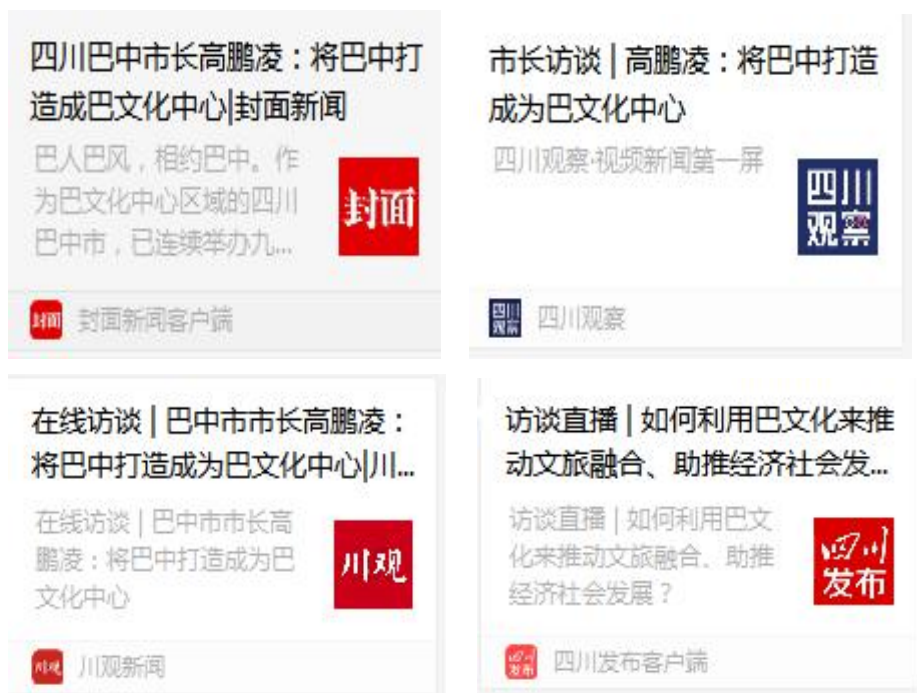 四川巴中市长高鹏凌：将巴中打
造成巴文化中心|封面新闻
巴人巴风，相约巴中。作
为巴文化中心区域的四川
巴中市，已连续举办九...
封面
封面
封面新闻客户端
市长访谈 | 高鹏凌：将巴中打造
成为巴文化中心
四川观察·视频新闻第一屏
四川
观察
四川
观察
四川观察
在线访谈 | 巴中市市长高鹏凌：
将巴中打造成为巴文化中心|川...
在线访谈 | 巴中市市长高
鹏凌：将巴中打造成为巴
文化中心
川观
川观
川观新闻
访谈直播 | 如何利用巴文化来推
动文旅融合、助推经济社会发...
访谈直播 | 如何利用巴文
化来推动文旅融合、助推
经济社会发展？
四川
发布
四川
发布
四川发布客户端